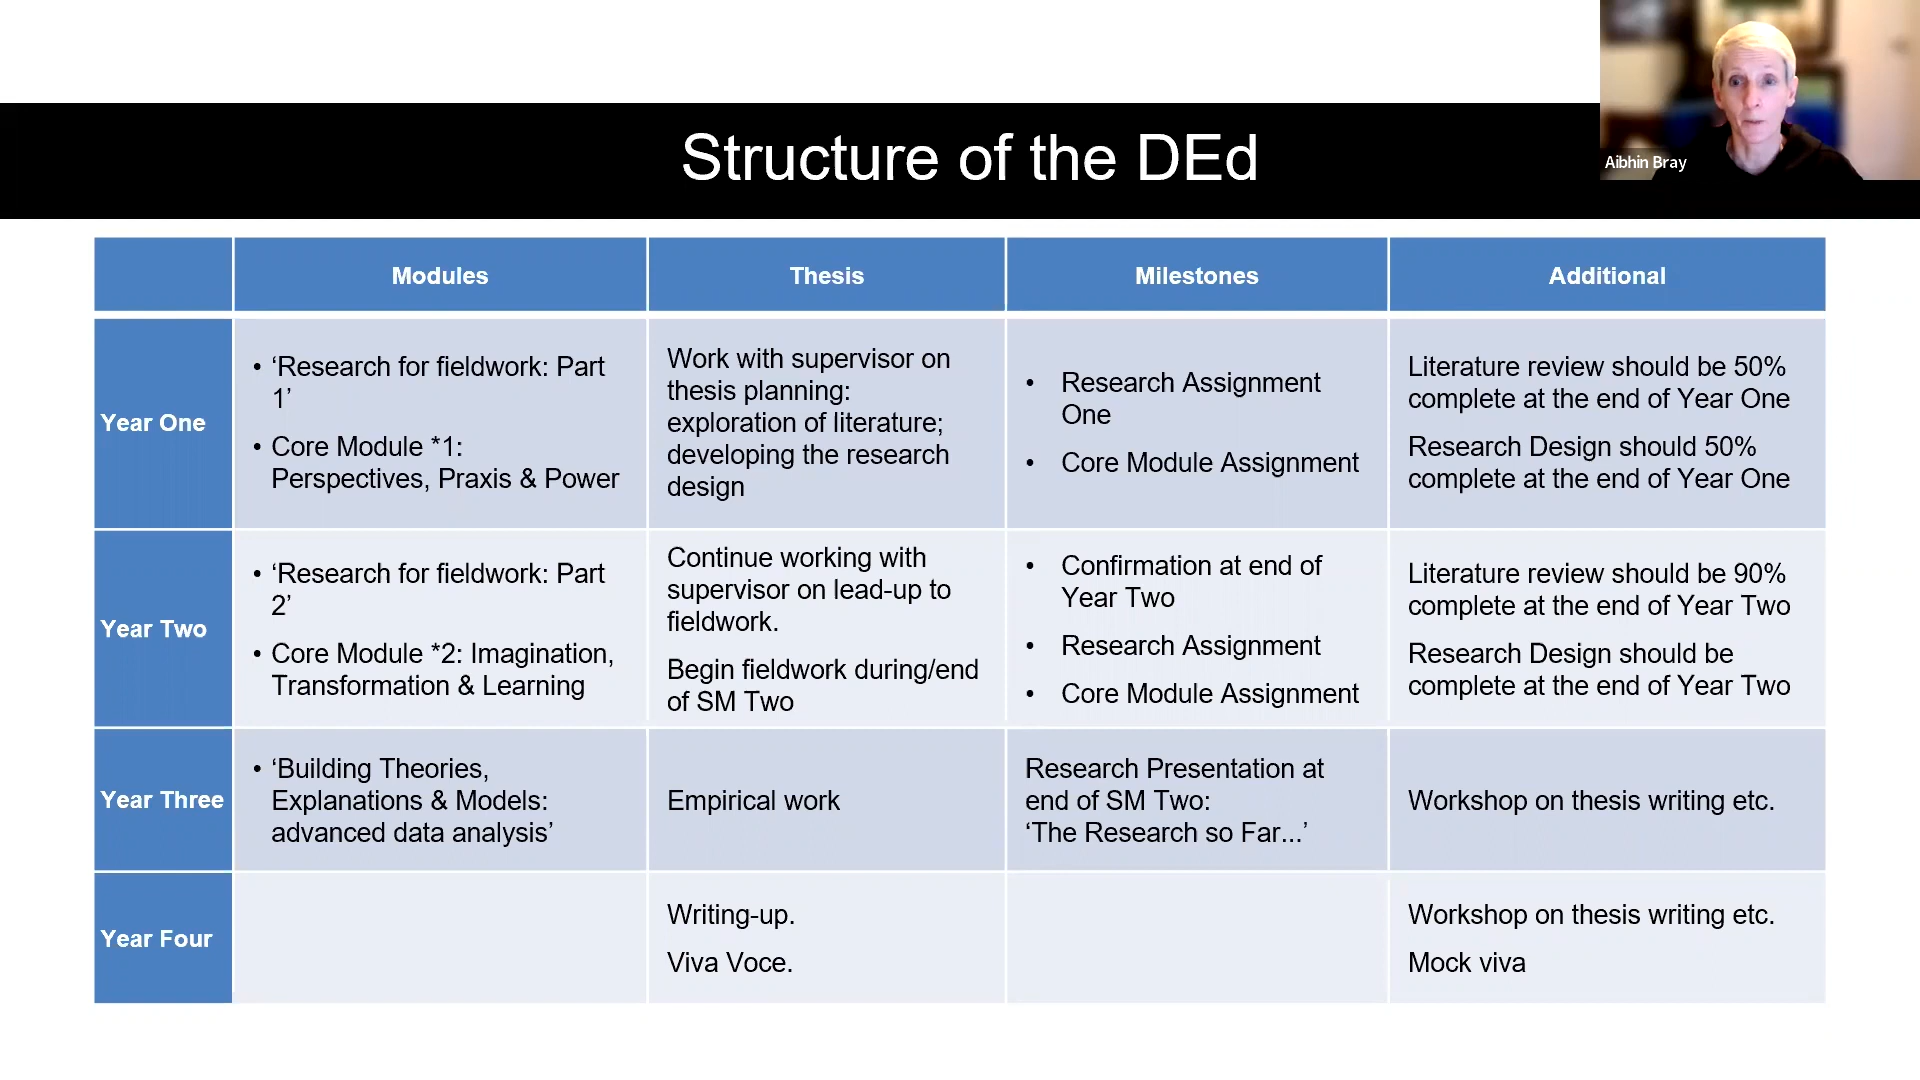 Structure of the DEd
Aibhin Bray
Modules
Thesis
Milestones
Additional
Year One
• ‘Research for fieldwork: Part
1’
• Core Module *1:
Perspectives, Praxis & Power
Work with supervisor on
thesis planning:
exploration of literature;
developing the research
design
• Research Assignment
One
• Core Module Assignment
Literature review should be 50%
complete at the end of Year One
Research Design should 50%
complete at the end of Year One
Year Two
• ‘Research for fieldwork: Part
2’
• Core Module *2: Imagination,
Transformation & Learning
Continue working with
supervisor on lead-up to
fieldwork.
Begin fieldwork during/end
of SM Two
• Confirmation at end of
Year Two
• Research Assignment
• Core Module Assignment
Literature review should be 90%
complete at the end of Year Two
Research Design should be
complete at the end of Year Two
Year Three
• ‘Building Theories,
Explanations & Models:
advanced data analysis’
Empirical work
Research Presentation at
end of SM Two:
‘The Research so Far...’
Workshop on thesis writing etc.
Year Four
Writing-up.
Viva Voce.
Workshop on thesis writing etc.
Mock viva